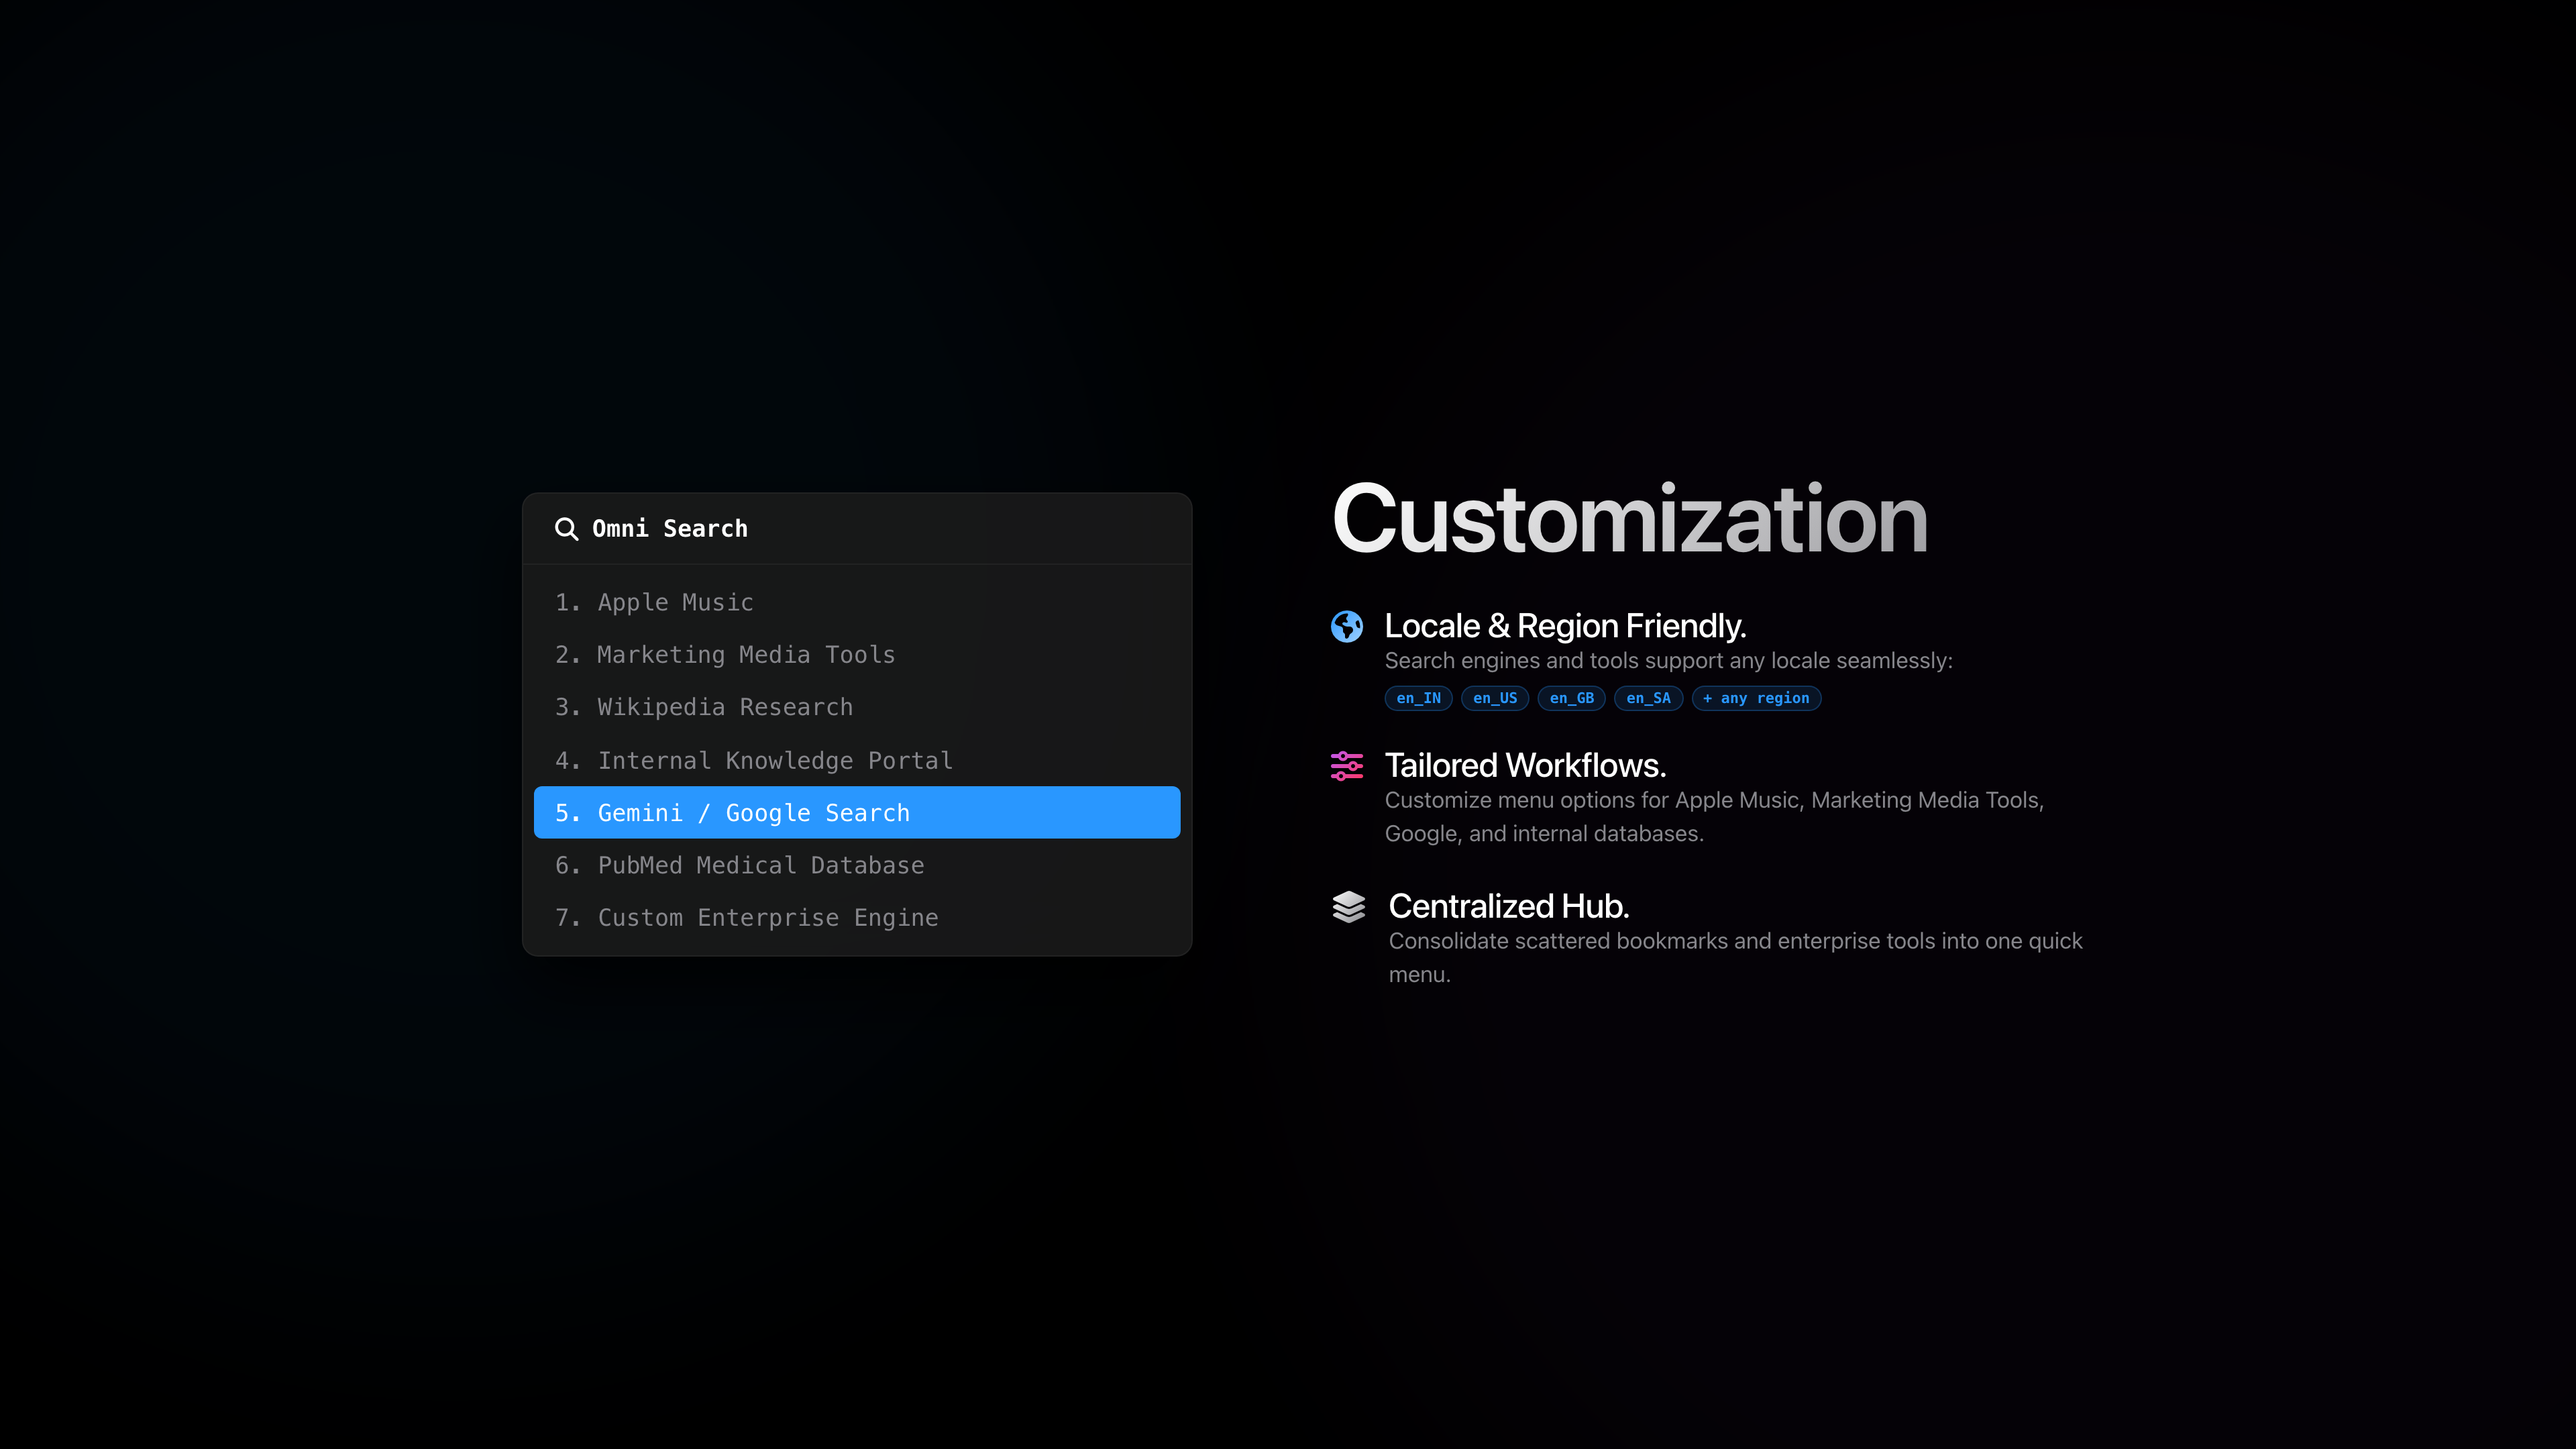 Omni Search
1. Apple Music
2. Marketing Media Tools
3. Wikipedia Research
4. Internal Knowledge Portal
5. Gemini / Google Search
6. PubMed Medical Database
7. Custom Enterprise Engine
Customization
Locale & Region Friendly.
Search engines and tools support any locale seamlessly:
en_IN en_US en_GB en_SA + any region
Tailored Workflows.
Customize menu options for Apple Music, Marketing Media Tools,
Google, and internal databases.
Centralized Hub.
Consolidate scattered bookmarks and enterprise tools into one quick
menu.